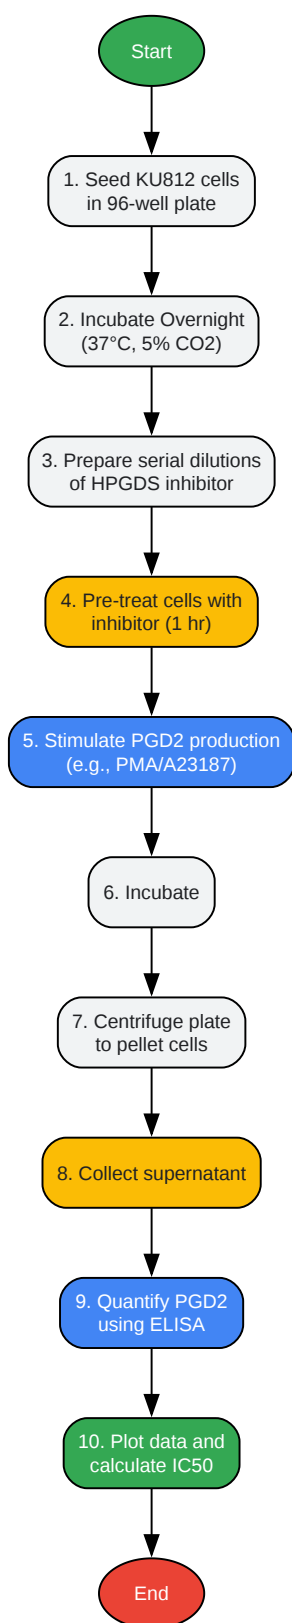 Start
1. Seed KU812 cells
in 96-well plate
2. Incubate Overnight
(37°C, 5% CO2)
3. Prepare serial dilutions
of HPGDS inhibitor
4. Pre-treat cells with
inhibitor (1 hr)
5. Stimulate PGD2 production
(e.g., PMA/A23187)
6. Incubate
7. Centrifuge plate
to pellet cells
8. Collect supernatant
9. Quantify PGD2
using ELISA
10. Plot data and
calculate IC50
End